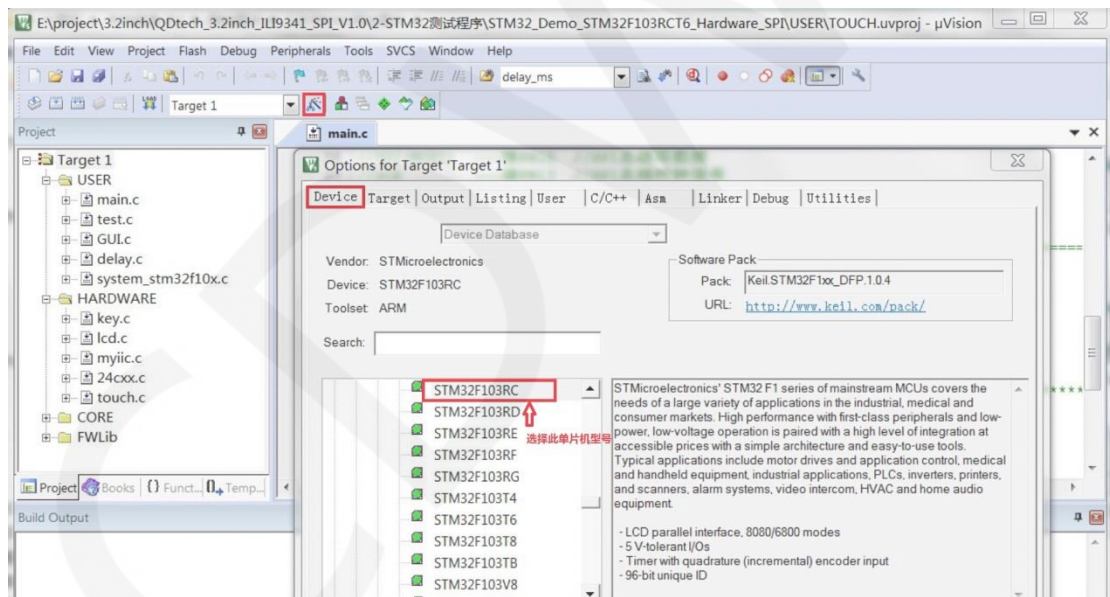 E:\project\3.2inch\QDtech_3.2inch_ILI9341_SPI_V1.0\2-STM32测试程序\STM32_Demo_STM32F103RCT6_Hardware_SPI\USER\TOUCH.uvproj - µVision
File Edit View Project Flash Debug Peripherals Tools SVCS Window Help
delay_ms
LOAD Target 1
Project
main.c
Target 1
USER
main.c
test.c
GUI.c
delay.c
system_stm32f10x.c
HARDWARE
key.c
lcd.c
myiic.c
24cxx.c
touch.c
CORE
FWLib
Project Books {} Funct... 0 Temp...
Build Output
Options for Target 'Target 1'
Device Target Output Listing User C/C++ Asm Linker Debug Utilities
Device Database
Vendor: STMicroelectronics
Device: STM32F103RC
Toolset: ARM
Search:
Software Pack
Pack: Keil.STM32F1xx_DFP.1.0.4
URL: http://www.keil.com/pack/
STM32F103RC
STM32F103RD
STM32F103RE
STM32F103RF
STM32F103RG
STM32F103T4
STM32F103T6
STM32F103T8
STM32F103TB
STM32F103V8
选择此单片机型号
STMicroelectronics' STM32 F1 series of mainstream MCUs covers the
needs of a large variety of applications in the industrial, medical and
consumer markets. High performance with first-class peripherals and low-
power, low-voltage operation is paired with a high level of integration at
accessible prices with a simple architecture and easy-to-use tools.
Typical applications include motor drives and application control, medical
and handheld equipment, industrial applications, PLCs, inverters, printers,
and scanners, alarm systems, video intercom, HVAC and home audio
equipment.
- LCD parallel interface, 8080/6800 modes
- 5 V-tolerant I/Os
- Timer with quadrature (incremental) encoder input
- 96-bit unique ID